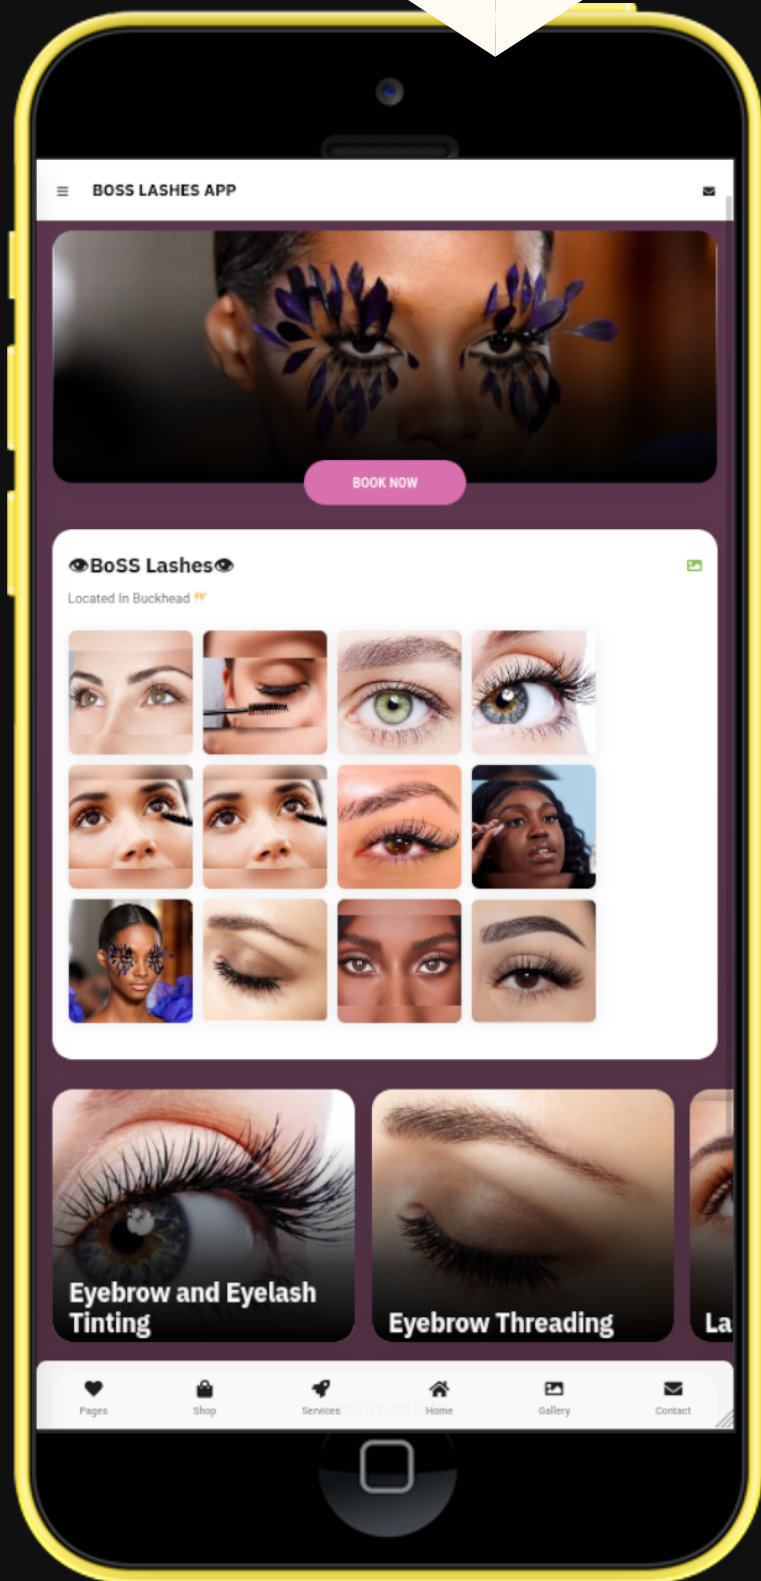 BOSS LASHES APP
BOOK NOW
👁BoSS Lashes👁
Located In Buckhead 🥂
Eyebrow and Eyelash
Tinting
Eyebrow Threading
La
Pages
Shop
Services
Home
Gallery
Contact